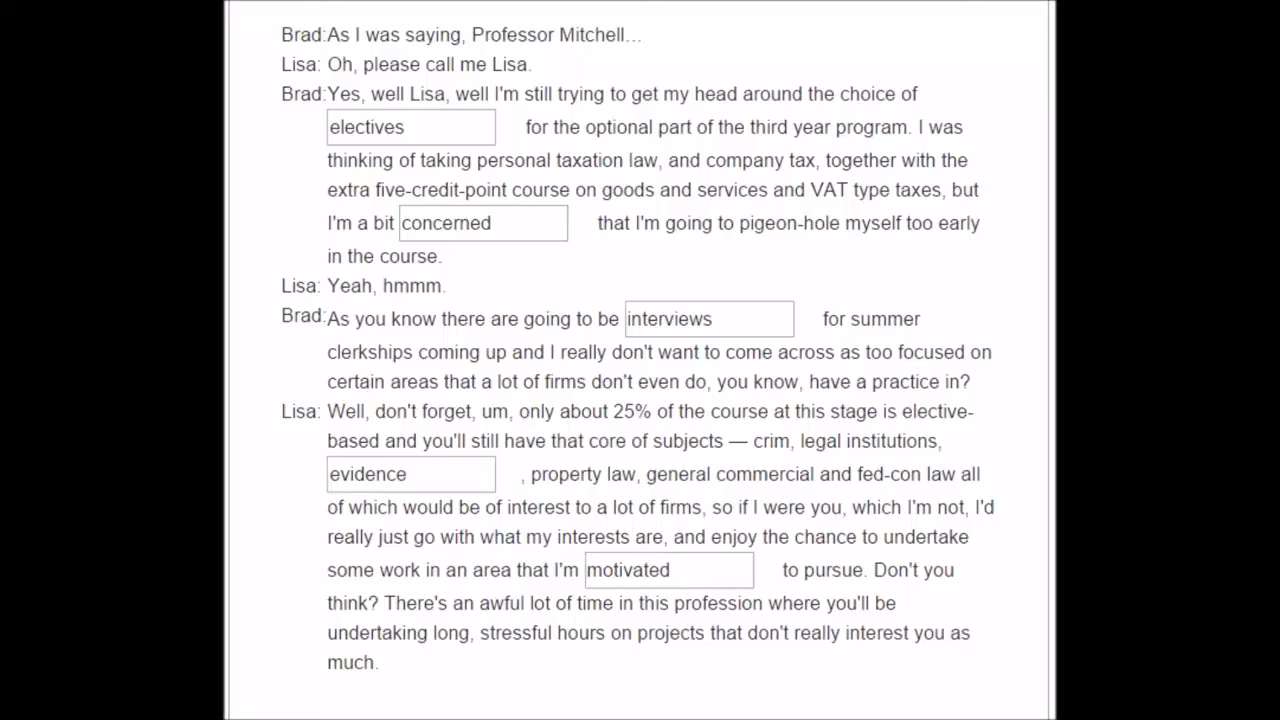 Brad:As I was saying, Professor Mitchell…
Lisa: Oh, please call me Lisa.
Brad:Yes, well Lisa, well I'm still trying to get my head around the choice of
electives for the optional part of the third year program. I was
thinking of taking personal taxation law, and company tax, together with the
extra five-credit-point course on goods and services and VAT type taxes, but
I'm a bit concerned that I'm going to pigeon-hole myself too early
in the course.
Lisa: Yeah, hmmm.
Brad:As you know there are going to be interviews for summer
clerkships coming up and I really don't want to come across as too focused on
certain areas that a lot of firms don't even do, you know, have a practice in?
Lisa: Well, don't forget, um, only about 25% of the course at this stage is elective-
based and you'll still have that core of subjects — crim, legal institutions,
evidence , property law, general commercial and fed-con law all
of which would be of interest to a lot of firms, so if I were you, which I'm not, I'd
really just go with what my interests are, and enjoy the chance to undertake
some work in an area that I'm motivated to pursue. Don't you
think? There's an awful lot of time in this profession where you'll be
undertaking long, stressful hours on projects that don't really interest you as
much.